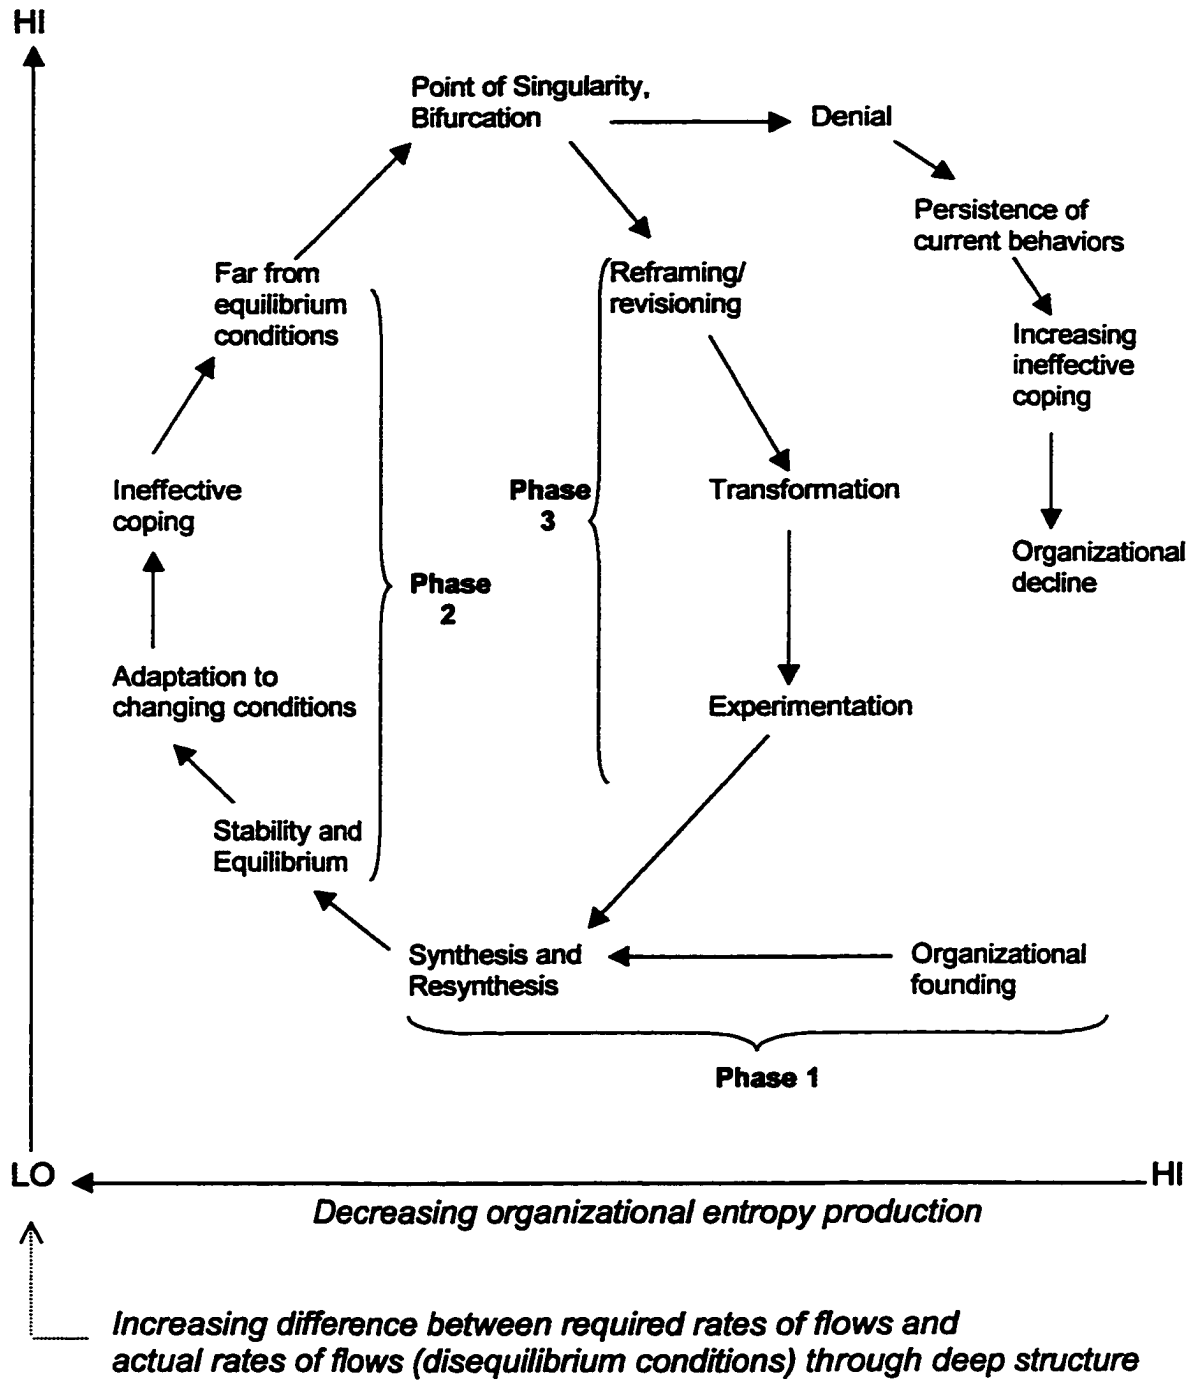 HI
Point of Singularity,
Bifurcation
Denial
Persistence of
current behaviors
Far from
equilibrium
conditions
Reframing/
revisioning
Increasing
ineffective
coping
Ineffective
coping
Phase
3
Transformation
Organizational
decline
Phase
2
Adaptation to
changing conditions
Experimentation
Stability and
Equilibrium
Synthesis and
Resynthesis
Organizational
founding
Phase 1
LO
HI
Decreasing organizational entropy production
Increasing difference between required rates of flows and
actual rates of flows (disequilibrium conditions) through deep structure